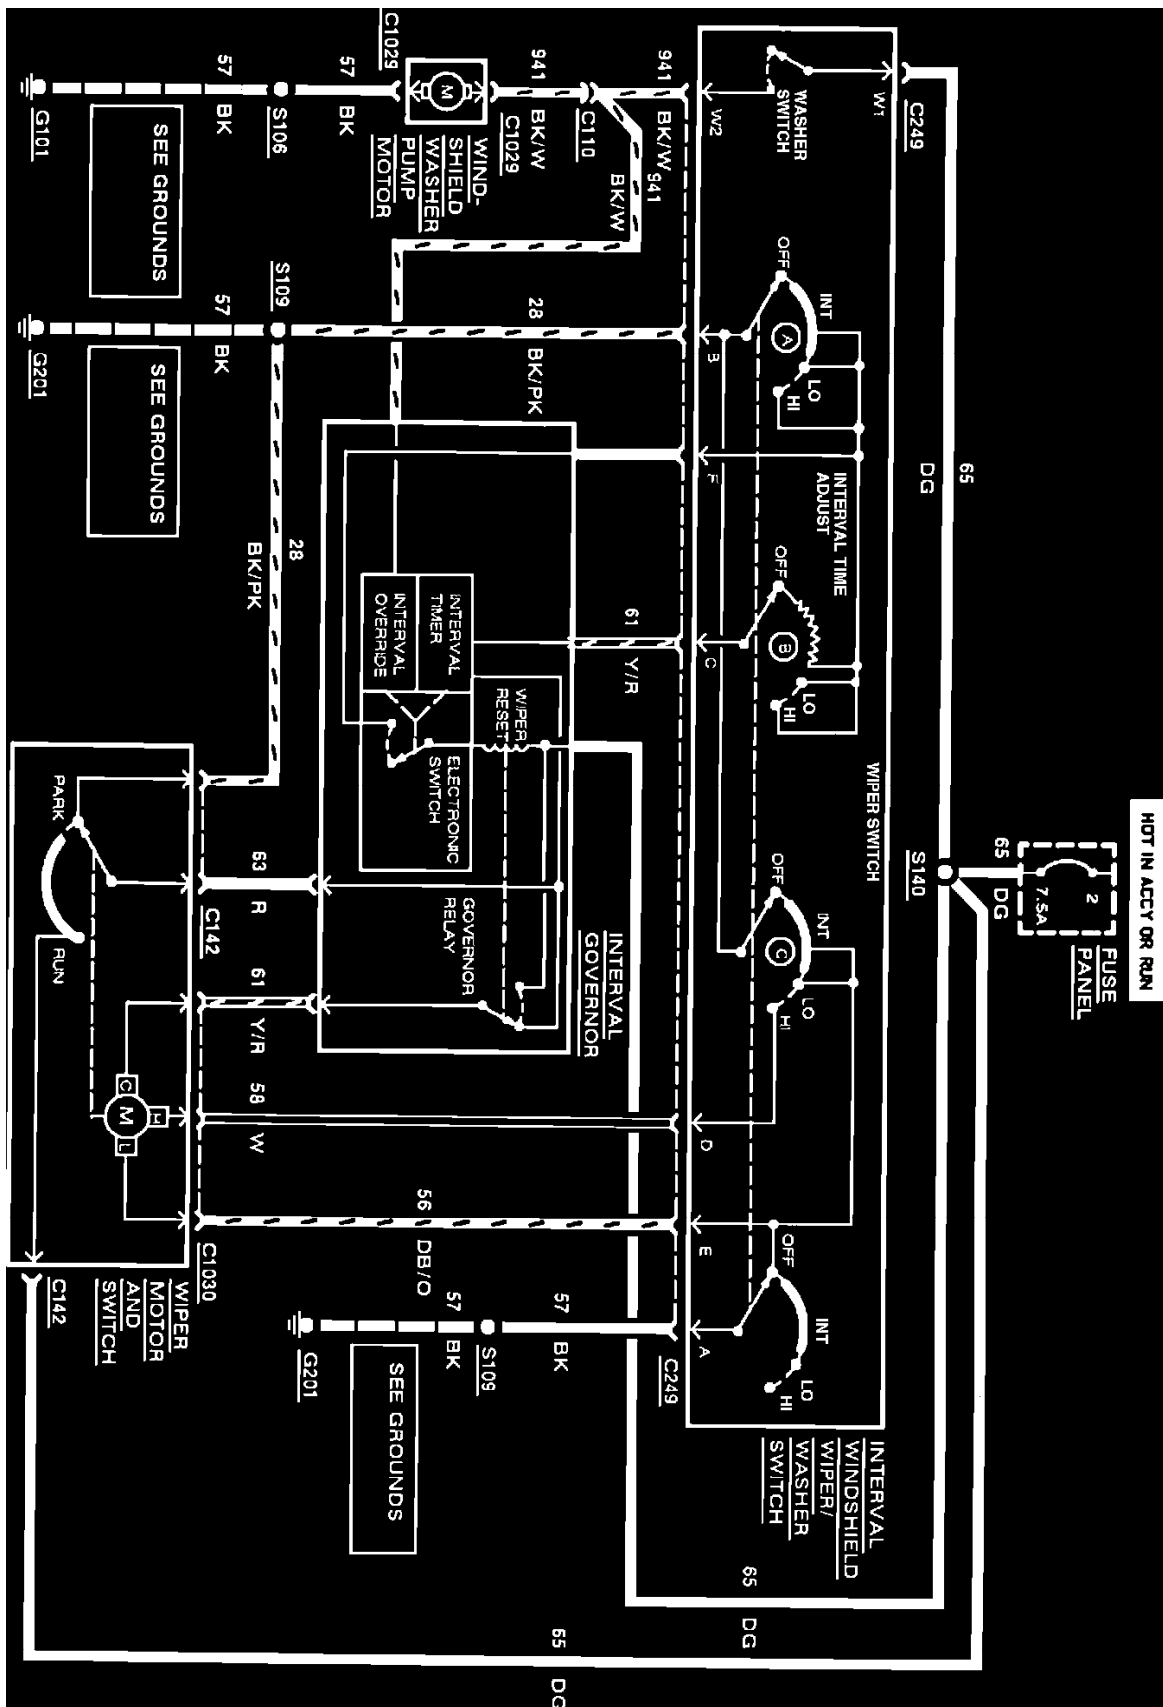 HOT IN ACCY OR RUN
FUSE
PANEL
2
7.5A
65
DG
S140
65
DG
C249
W1
WASHER
SWITCH
W2
OFF
INT
A
LO
HI
B
F
INTERVAL TIME
ADJUST
OFF
B
LO
HI
C
WIPER SWITCH
OFF
INT
C
LO
HI
D
E
OFF
INT
LO
HI
A
INTERVAL
WINDSHIELD
WIPER/
WASHER
SWITCH
C249
65
DG
65
DG
941
BK/W
C110
941
BK/W
941
BK/W
C1029
C1029
M
WIND-
SHIELD
WASHER
PUMP
MOTOR
57
BK
S106
57
BK
G101
SEE GROUNDS
28
BK/PK
S109
57
BK
G201
SEE GROUNDS
28
BK/PK
61
Y/R
INTERVAL
TIMER
INTERVAL
OVERRIDE
WIPER
RESET
ELECTRONIC
SWITCH
GOVERNOR
RELAY
INTERVAL
GOVERNOR
63
R
C142
61
Y/R
58
W
56
DB/O
C1030
57
BK
S109
57
BK
G201
SEE GROUNDS
PARK
RUN
C
M
H
L
WIPER
MOTOR
AND
SWITCH
C142